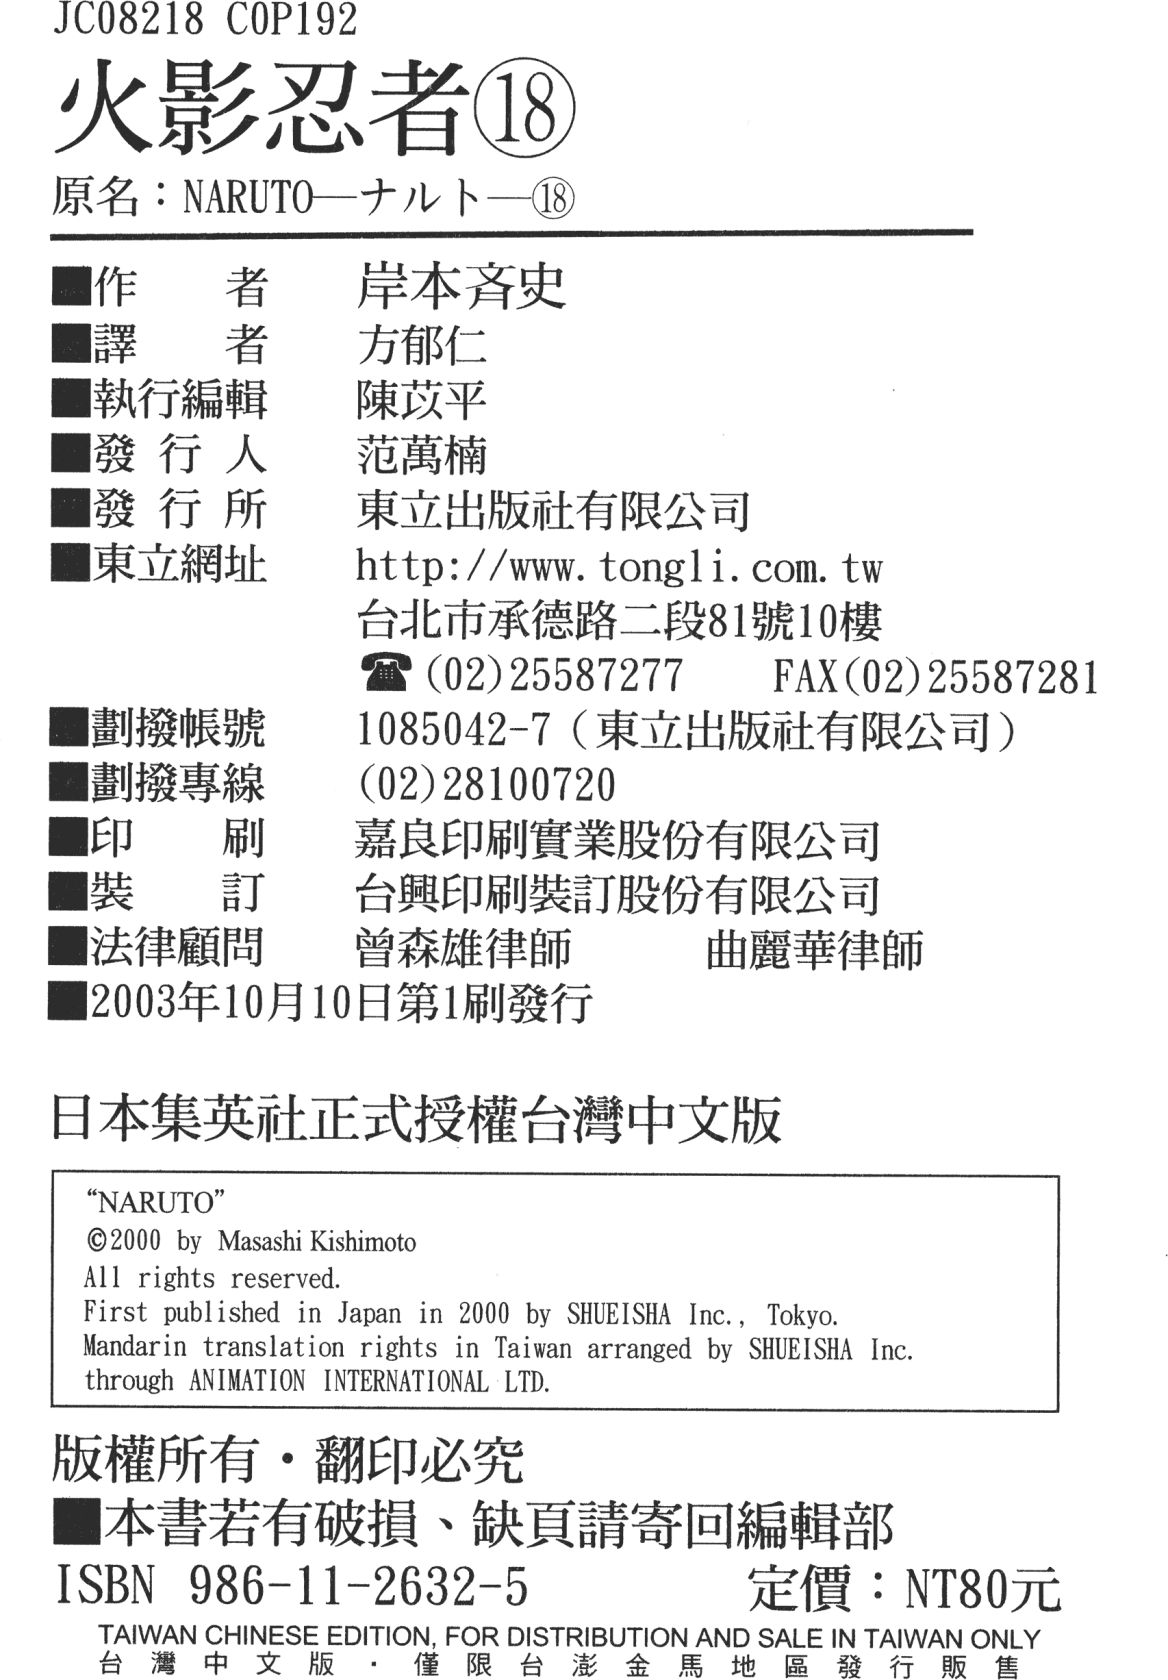 JC08218 C0P192
火影忍者⑱
原名：NARUTO—ナルト—⑱
■作　　者　岸本斉史
■譯　　者　方郁仁
■執行編輯　陳苡平
■發 行 人　范萬楠
■發 行 所　東立出版社有限公司
■東立網址　http://www.tongli.com.tw
台北市承德路二段81號10樓
☎(02)25587277　FAX(02)25587281
■劃撥帳號　1085042-7（東立出版社有限公司）
■劃撥專線　(02)28100720
■印　　刷　嘉良印刷實業股份有限公司
■裝　　訂　台興印刷裝訂股份有限公司
■法律顧問　曾森雄律師　曲麗華律師
■2003年10月10日第1刷發行
日本集英社正式授權台灣中文版
“NARUTO”
©2000 by Masashi Kishimoto
All rights reserved.
First published in Japan in 2000 by SHUEISHA Inc., Tokyo.
Mandarin translation rights in Taiwan arranged by SHUEISHA Inc.
through ANIMATION INTERNATIONAL LTD.
版權所有・翻印必究
■本書若有破損、缺頁請寄回編輯部
ISBN 986-11-2632-5　定價：NT80元
TAIWAN CHINESE EDITION, FOR DISTRIBUTION AND SALE IN TAIWAN ONLY
台灣中文版・僅限台澎金馬地區發行販售